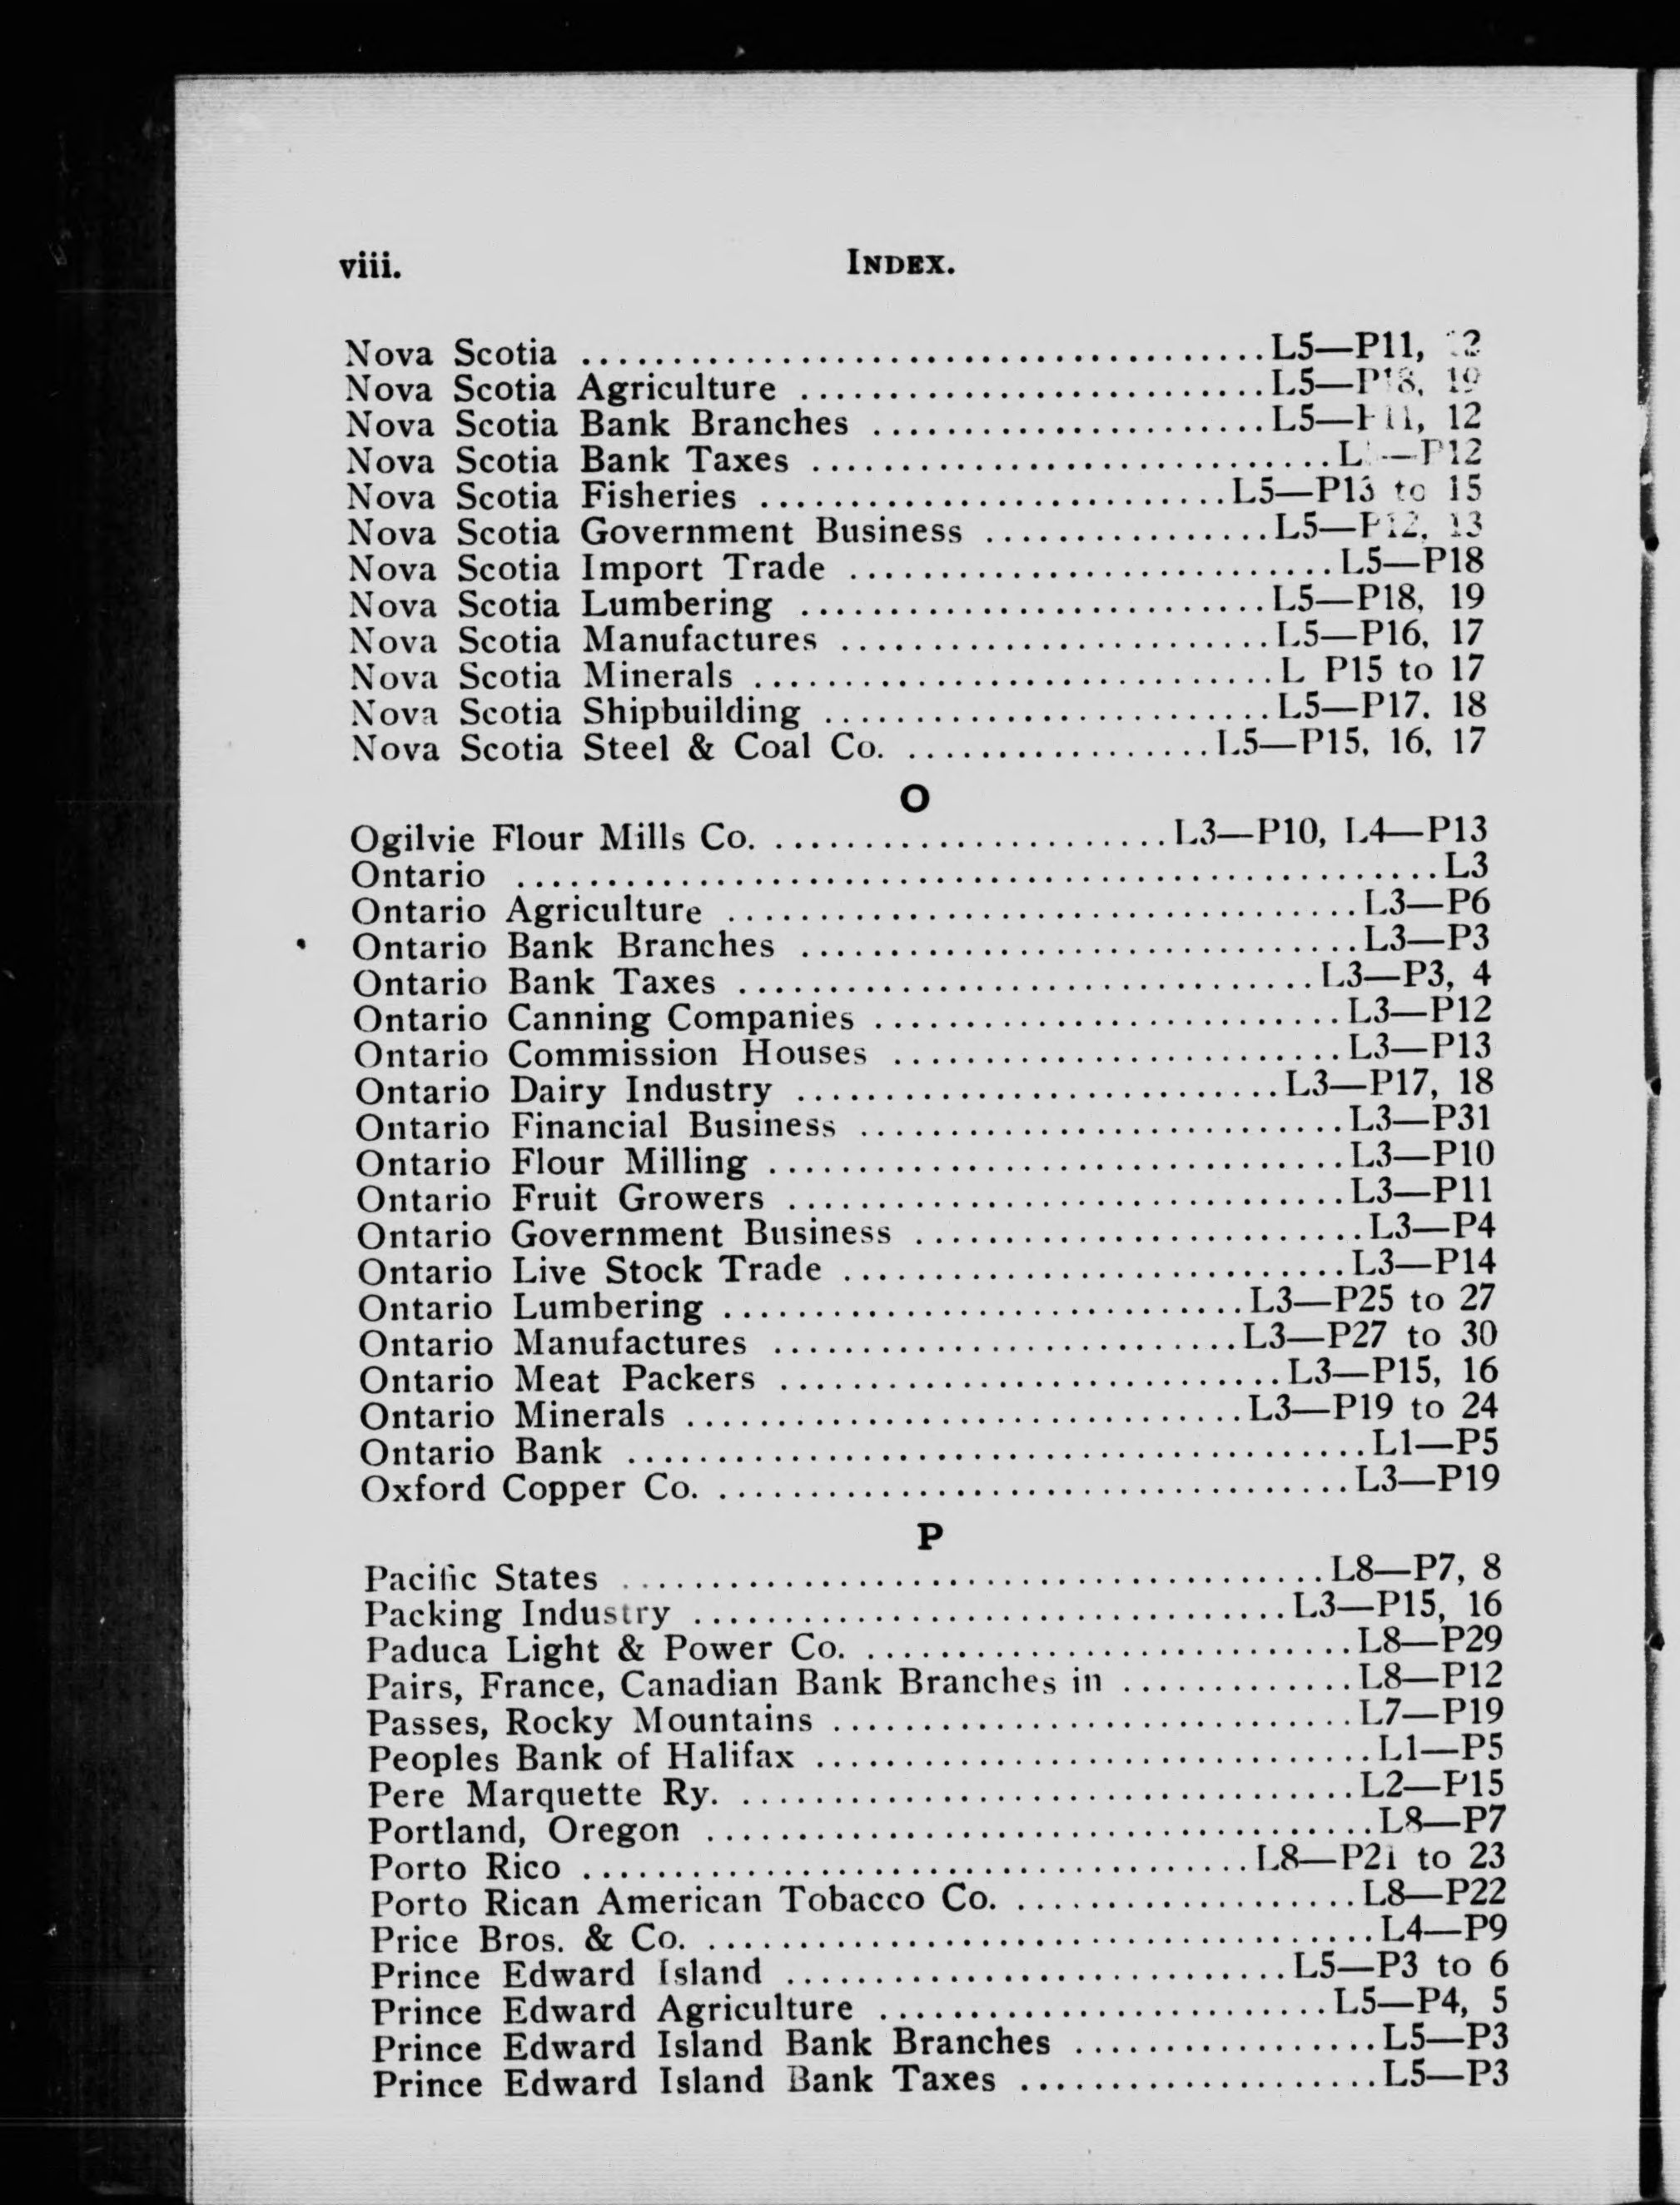 viii. INDEX.
Nova Scotia ........................................ L5—P11, 12
Nova Scotia Agriculture ........................... L5—P18, 19
Nova Scotia Bank Branches ....................... L5—P11, 12
Nova Scotia Bank Taxes .............................. —P12
Nova Scotia Fisheries ........................... L5—P13 to 15
Nova Scotia Government Business ................. L5—P12, 13
Nova Scotia Import Trade ............................ L5—P18
Nova Scotia Lumbering ........................... L5—P18, 19
Nova Scotia Manufactures ......................... L5—P16, 17
Nova Scotia Minerals .............................. L P15 to 17
Nova Scotia Shipbuilding .......................... L5—P17, 18
Nova Scotia Steel & Coal Co. .................. L5—P15, 16, 17
O
Ogilvie Flour Mills Co. ....................... L3—P10, L4—P13
Ontario ...................................................... L3
Ontario Agriculture .................................... L3—P6
Ontario Bank Branches ................................ L3—P3
Ontario Bank Taxes ................................. L3—P3, 4
Ontario Canning Companies ........................... L3—P12
Ontario Commission Houses .......................... L3—P13
Ontario Dairy Industry ............................ L3—P17, 18
Ontario Financial Business ............................ L3—P31
Ontario Flour Milling ................................. L3—P10
Ontario Fruit Growers ................................ L3—P11
Ontario Government Business .......................... L3—P4
Ontario Live Stock Trade ............................. L3—P14
Ontario Lumbering .............................. L3—P25 to 27
Ontario Manufactures ........................... L3—P27 to 30
Ontario Meat Packers ............................. L3—P15, 16
Ontario Minerals ................................ L3—P19 to 24
Ontario Bank ........................................... L1—P5
Oxford Copper Co. .................................... L3—P19
P
Pacific States ......................................... L8—P7, 8
Packing Industry .................................. L3—P15, 16
Paduca Light & Power Co. ............................ L8—P29
Pairs, France, Canadian Bank Branches in .............. L8—P12
Passes, Rocky Mountains .............................. L7—P19
Peoples Bank of Halifax ................................ L1—P5
Pere Marquette Ry. .................................... L2—P15
Portland, Oregon ....................................... L8—P7
Porto Rico ....................................... L8—P21 to 23
Porto Rican American Tobacco Co. .................... L8—P22
Price Bros. & Co. ....................................... L4—P9
Prince Edward Island ............................. L5—P3 to 6
Prince Edward Agriculture .......................... L5—P4, 5
Prince Edward Island Bank Branches .................. L5—P3
Prince Edward Island Bank Taxes ..................... L5—P3